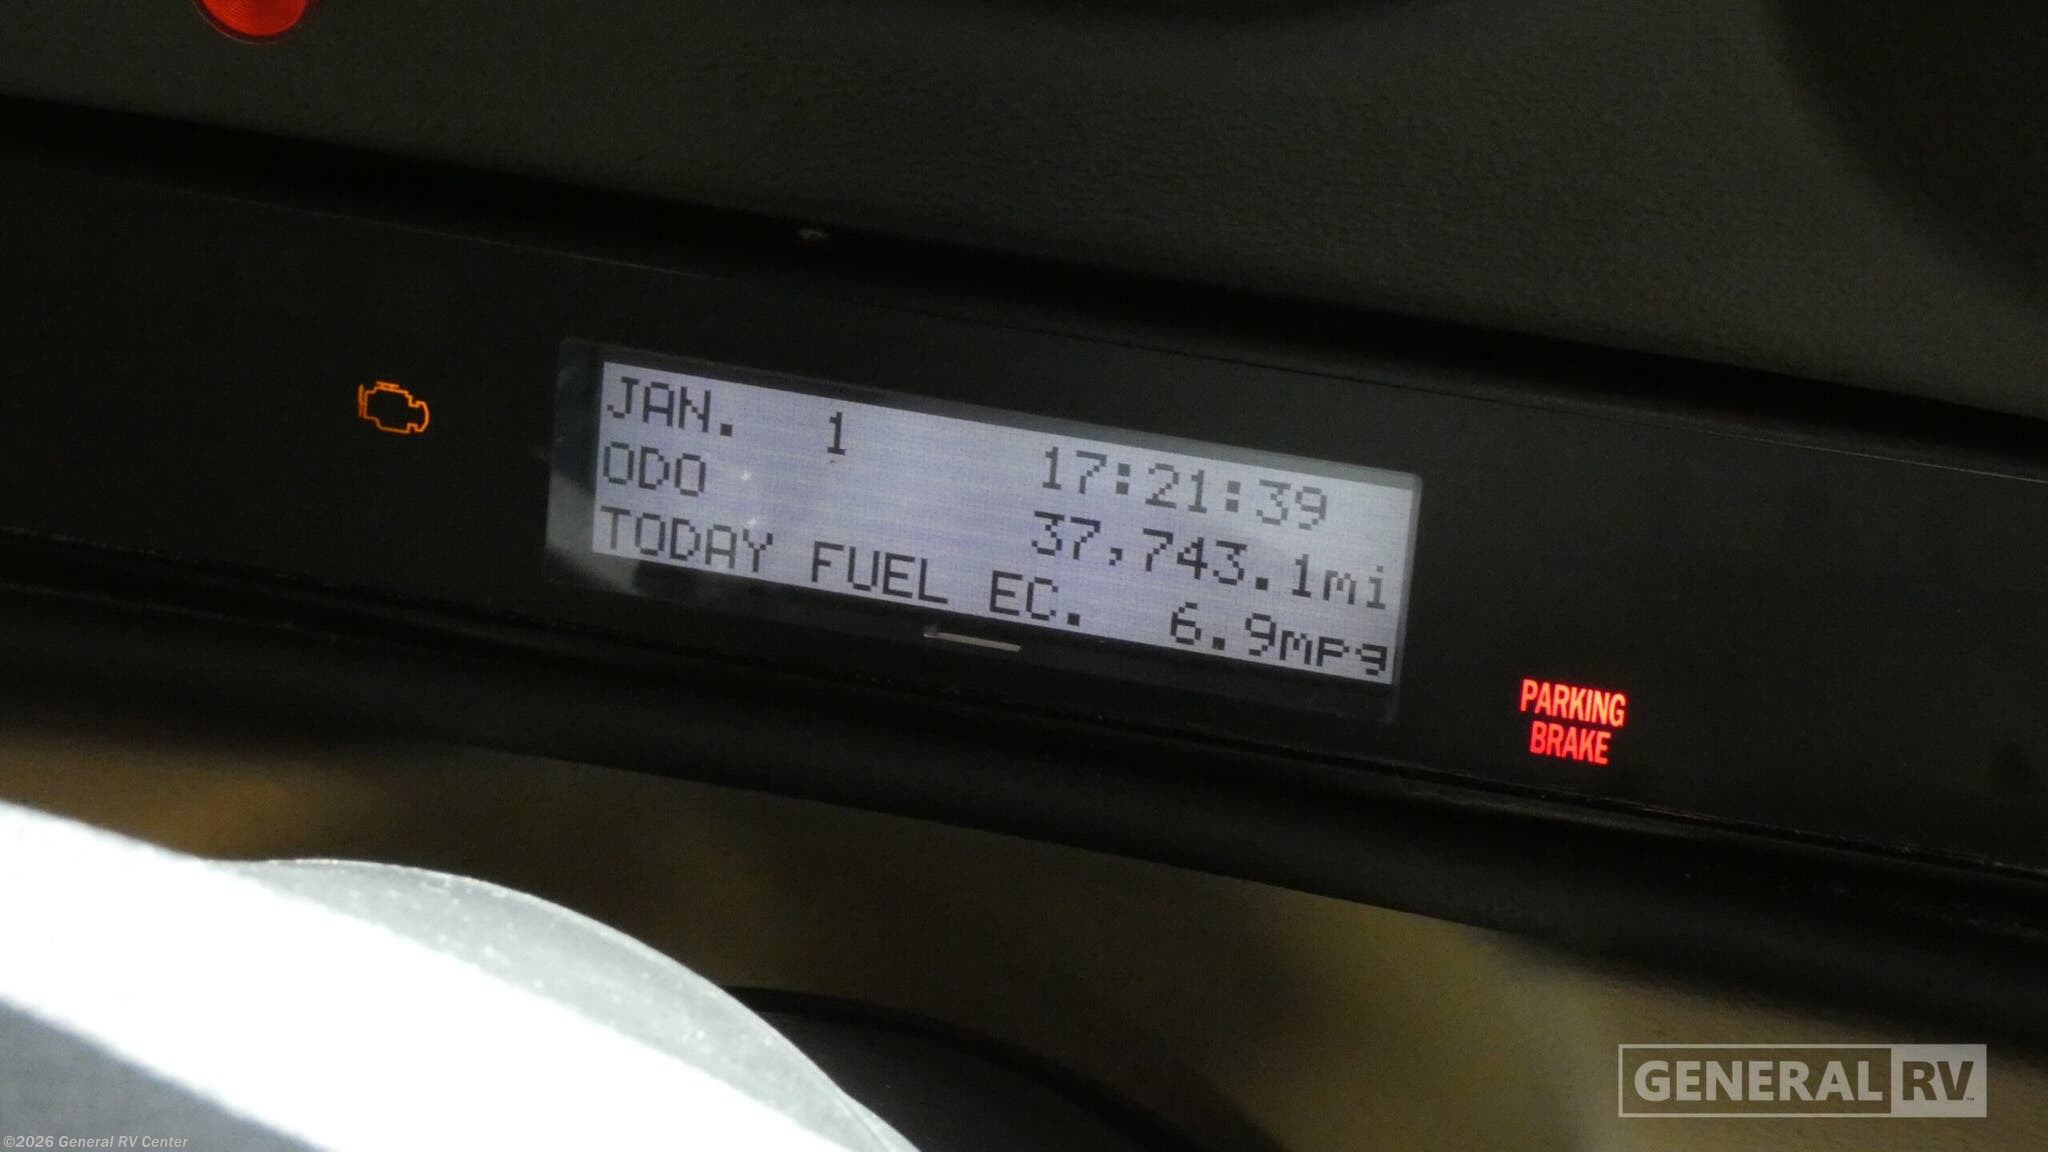 JAN. 1 17:21:39
ODO 37,743.1mi
TODAY FUEL EC. 6.9mpg
PARKING
BRAKE
GENERAL RV
©2026 General RV Center